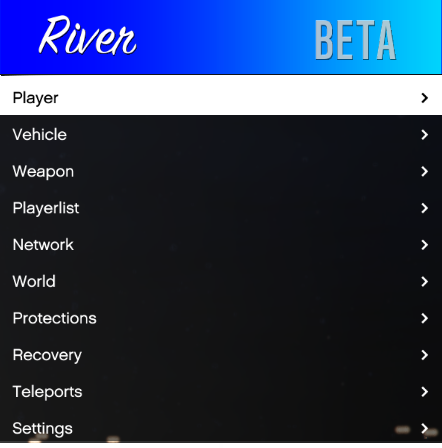 River BETA
Player
Vehicle
Weapon
Playerlist
Network
World
Protections
Recovery
Teleports
Settings